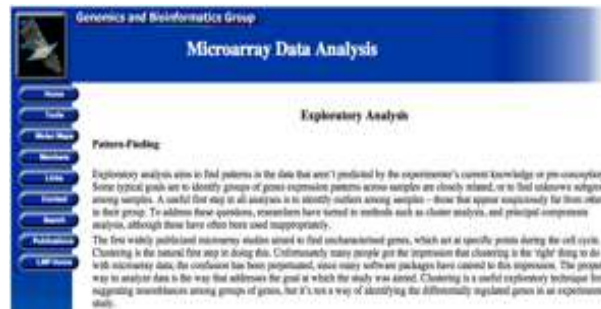 Genomics and Bioinformatics Group
Microarray Data Analysis
Home
Tools
Members
Links
Contact
Search
Publications
LMP Home
Exploratory Analysis
Pattern-Finding
Exploratory analysis aims to find patterns in the data that aren't predicted by the experimenter's current knowledge or pre-conception
Some typical goals are to identify groups of genes expression patterns across samples are closely related, or to find unknown subgro
among samples. A useful first step in all analysis is to identify outliers among samples – those that appear suspiciously far from other
in their group. To address these questions, researchers have turned to methods such as cluster analysis, and principal components
analysis, although these have often been used inappropriately.
The first widely publicized microarray studies aimed to find uncharacterized genes, which act at specific points during the cell cycle.
Clustering is the natural first step in doing this. Unfortunately many people got the impression that clustering is the 'right' thing to do
with microarray data; the confusion has been perpetuated, since many software packages have catered to this impression. The proper
way to analyze data is the way that addresses the goal at which the study was aimed. Clustering is a useful exploratory technique for
suggesting resemblances among groups of genes, but it's not a way of identifying the differentially regulated genes in an experiment
study.